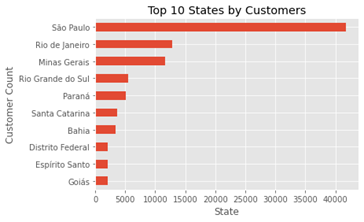 Top 10 States by Customers
São Paulo
Rio de Janeiro
Minas Gerais
Rio Grande do Sul
Paraná
Santa Catarina
Bahia
Distrito Federal
Espírito Santo
Goiás
Customer Count
0 5000 10000 15000 20000 25000 30000 35000 40000
State